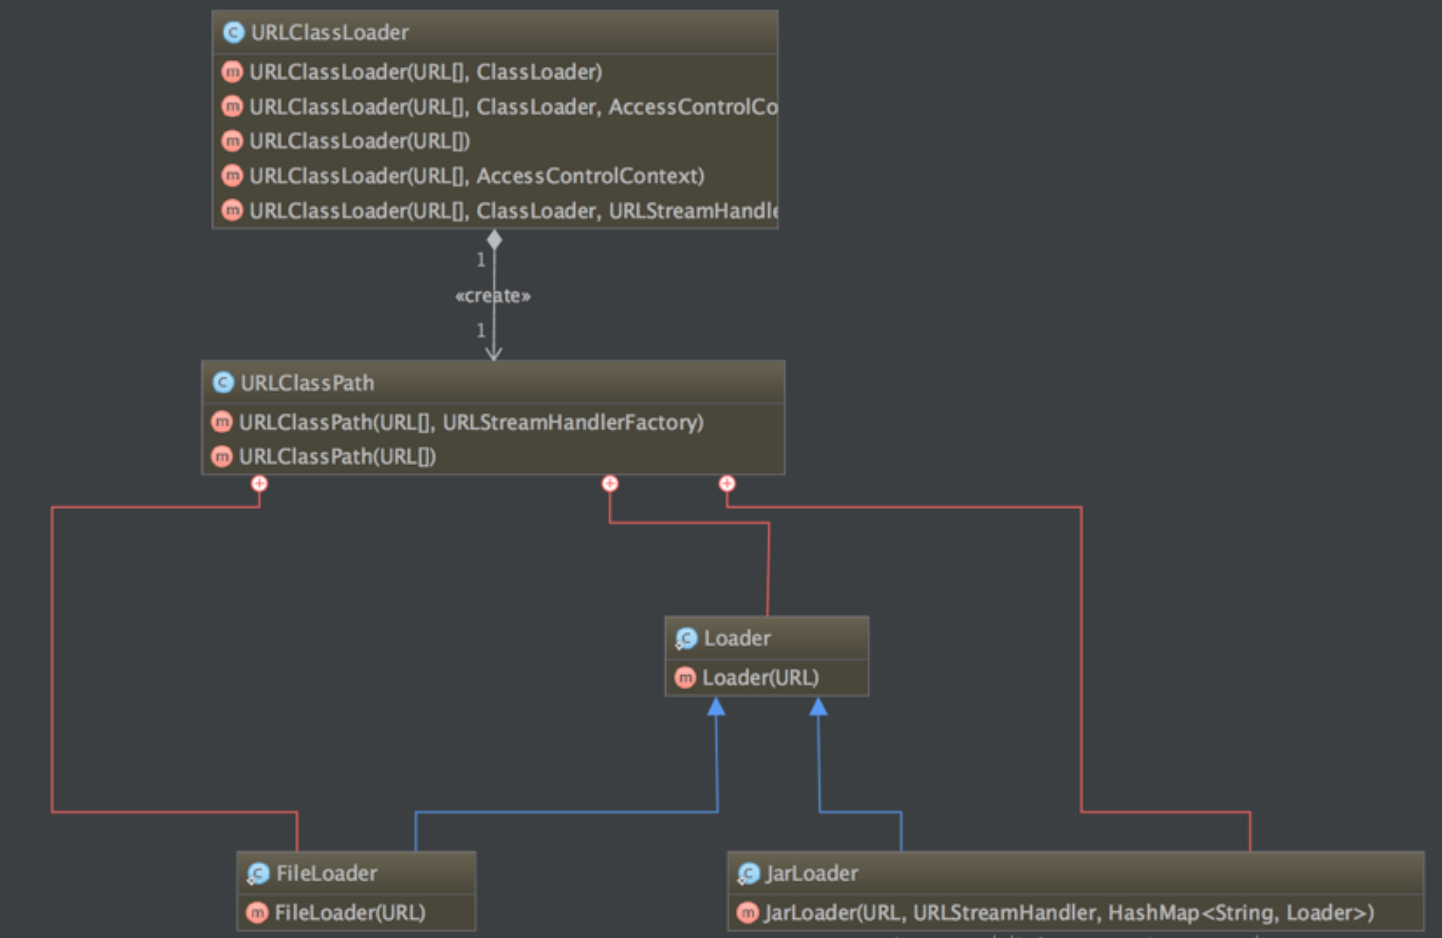 URLClassLoader
URLClassLoader(URL[], ClassLoader)
URLClassLoader(URL[], ClassLoader, AccessControlCo
URLClassLoader(URL[])
URLClassLoader(URL[], AccessControlContext)
URLClassLoader(URL[], ClassLoader, URLStreamHandle
1
«create»
1
URLClassPath
URLClassPath(URL[], URLStreamHandlerFactory)
URLClassPath(URL[])
Loader
Loader(URL)
FileLoader
FileLoader(URL)
JarLoader
JarLoader(URL, URLStreamHandler, HashMap<String, Loader>)